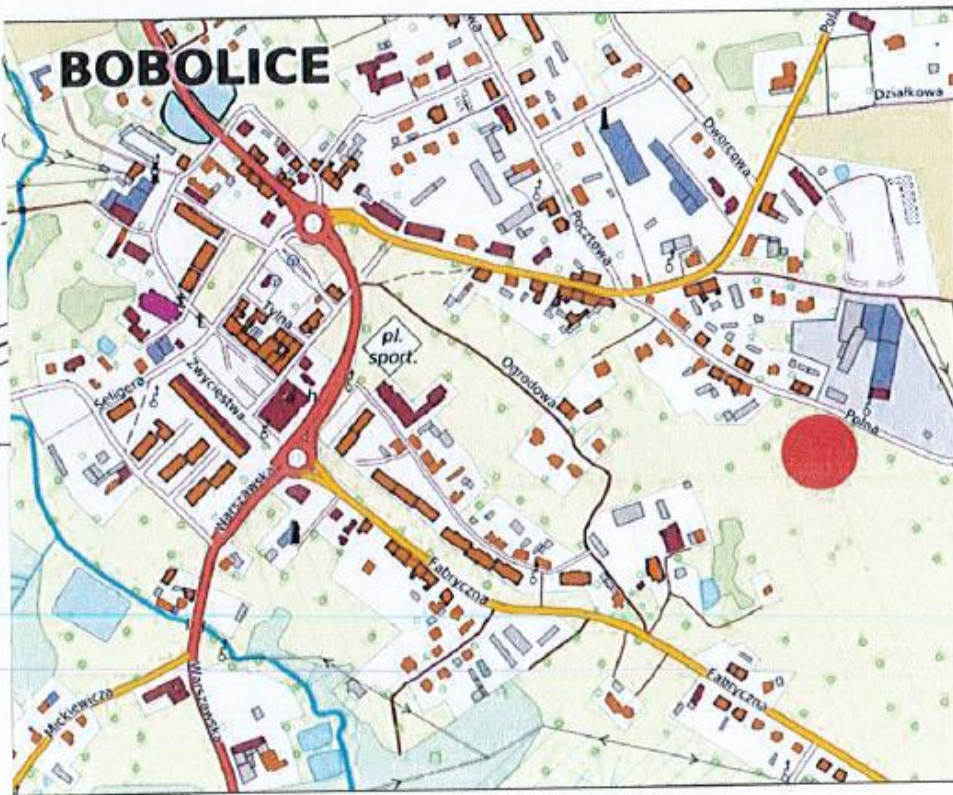 BOBOLICE
Działkowa
Dworcowa
Pocztowa
Tylna
pl.
sport.
Seligera
Zwycięstwa
Ogrodowa
Polna
Warszawska
Fabryczna
Fabryczna
Mickiewicza
Warszawska